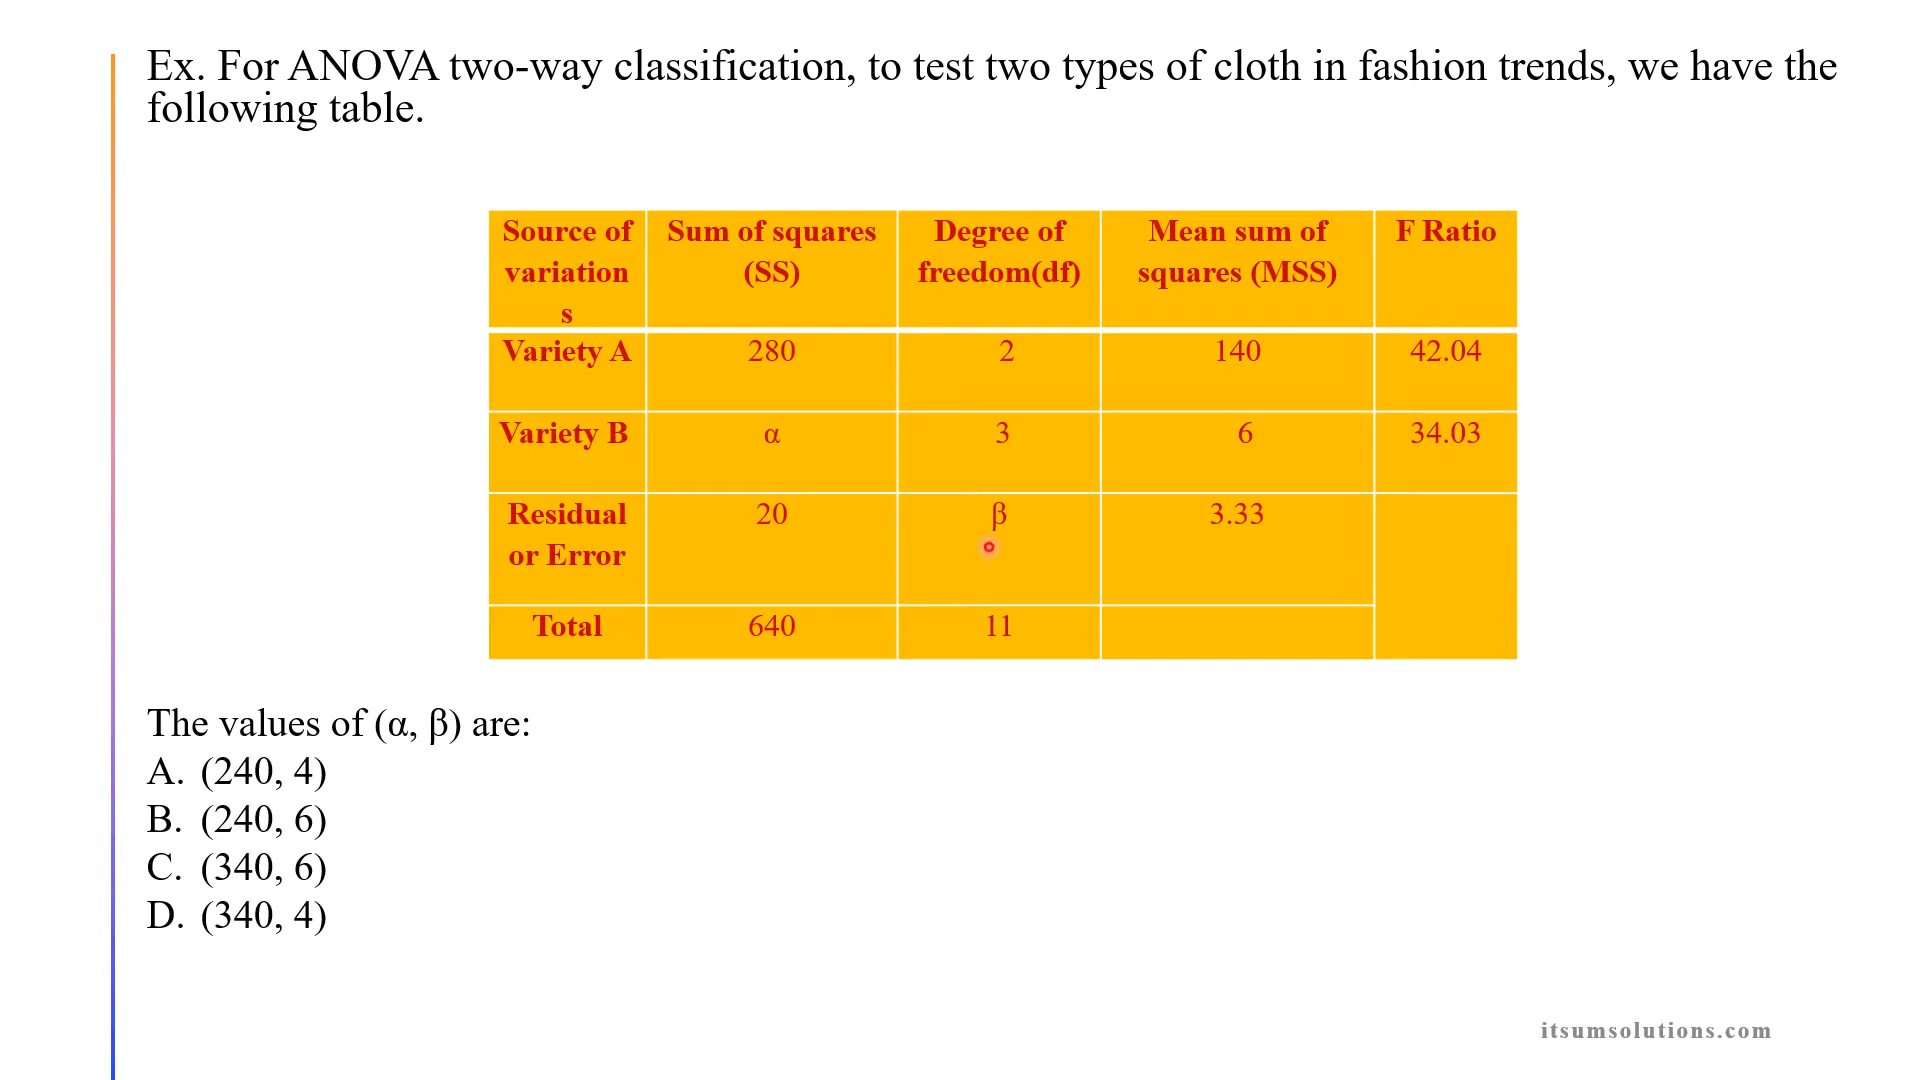 Ex. For ANOVA two-way classification, to test two types of cloth in fashion trends, we have the
following table.
Source of variation s Sum of squares (SS) Degree of freedom(df) Mean sum of squares (MSS) F Ratio
Variety A 280 2 140 42.04
Variety B α 3 6 34.03
Residual or Error 20 β 3.33
Total 640 11
The values of (α, β) are:
A. (240, 4)
B. (240, 6)
C. (340, 6)
D. (340, 4)
itsumsolutions.com